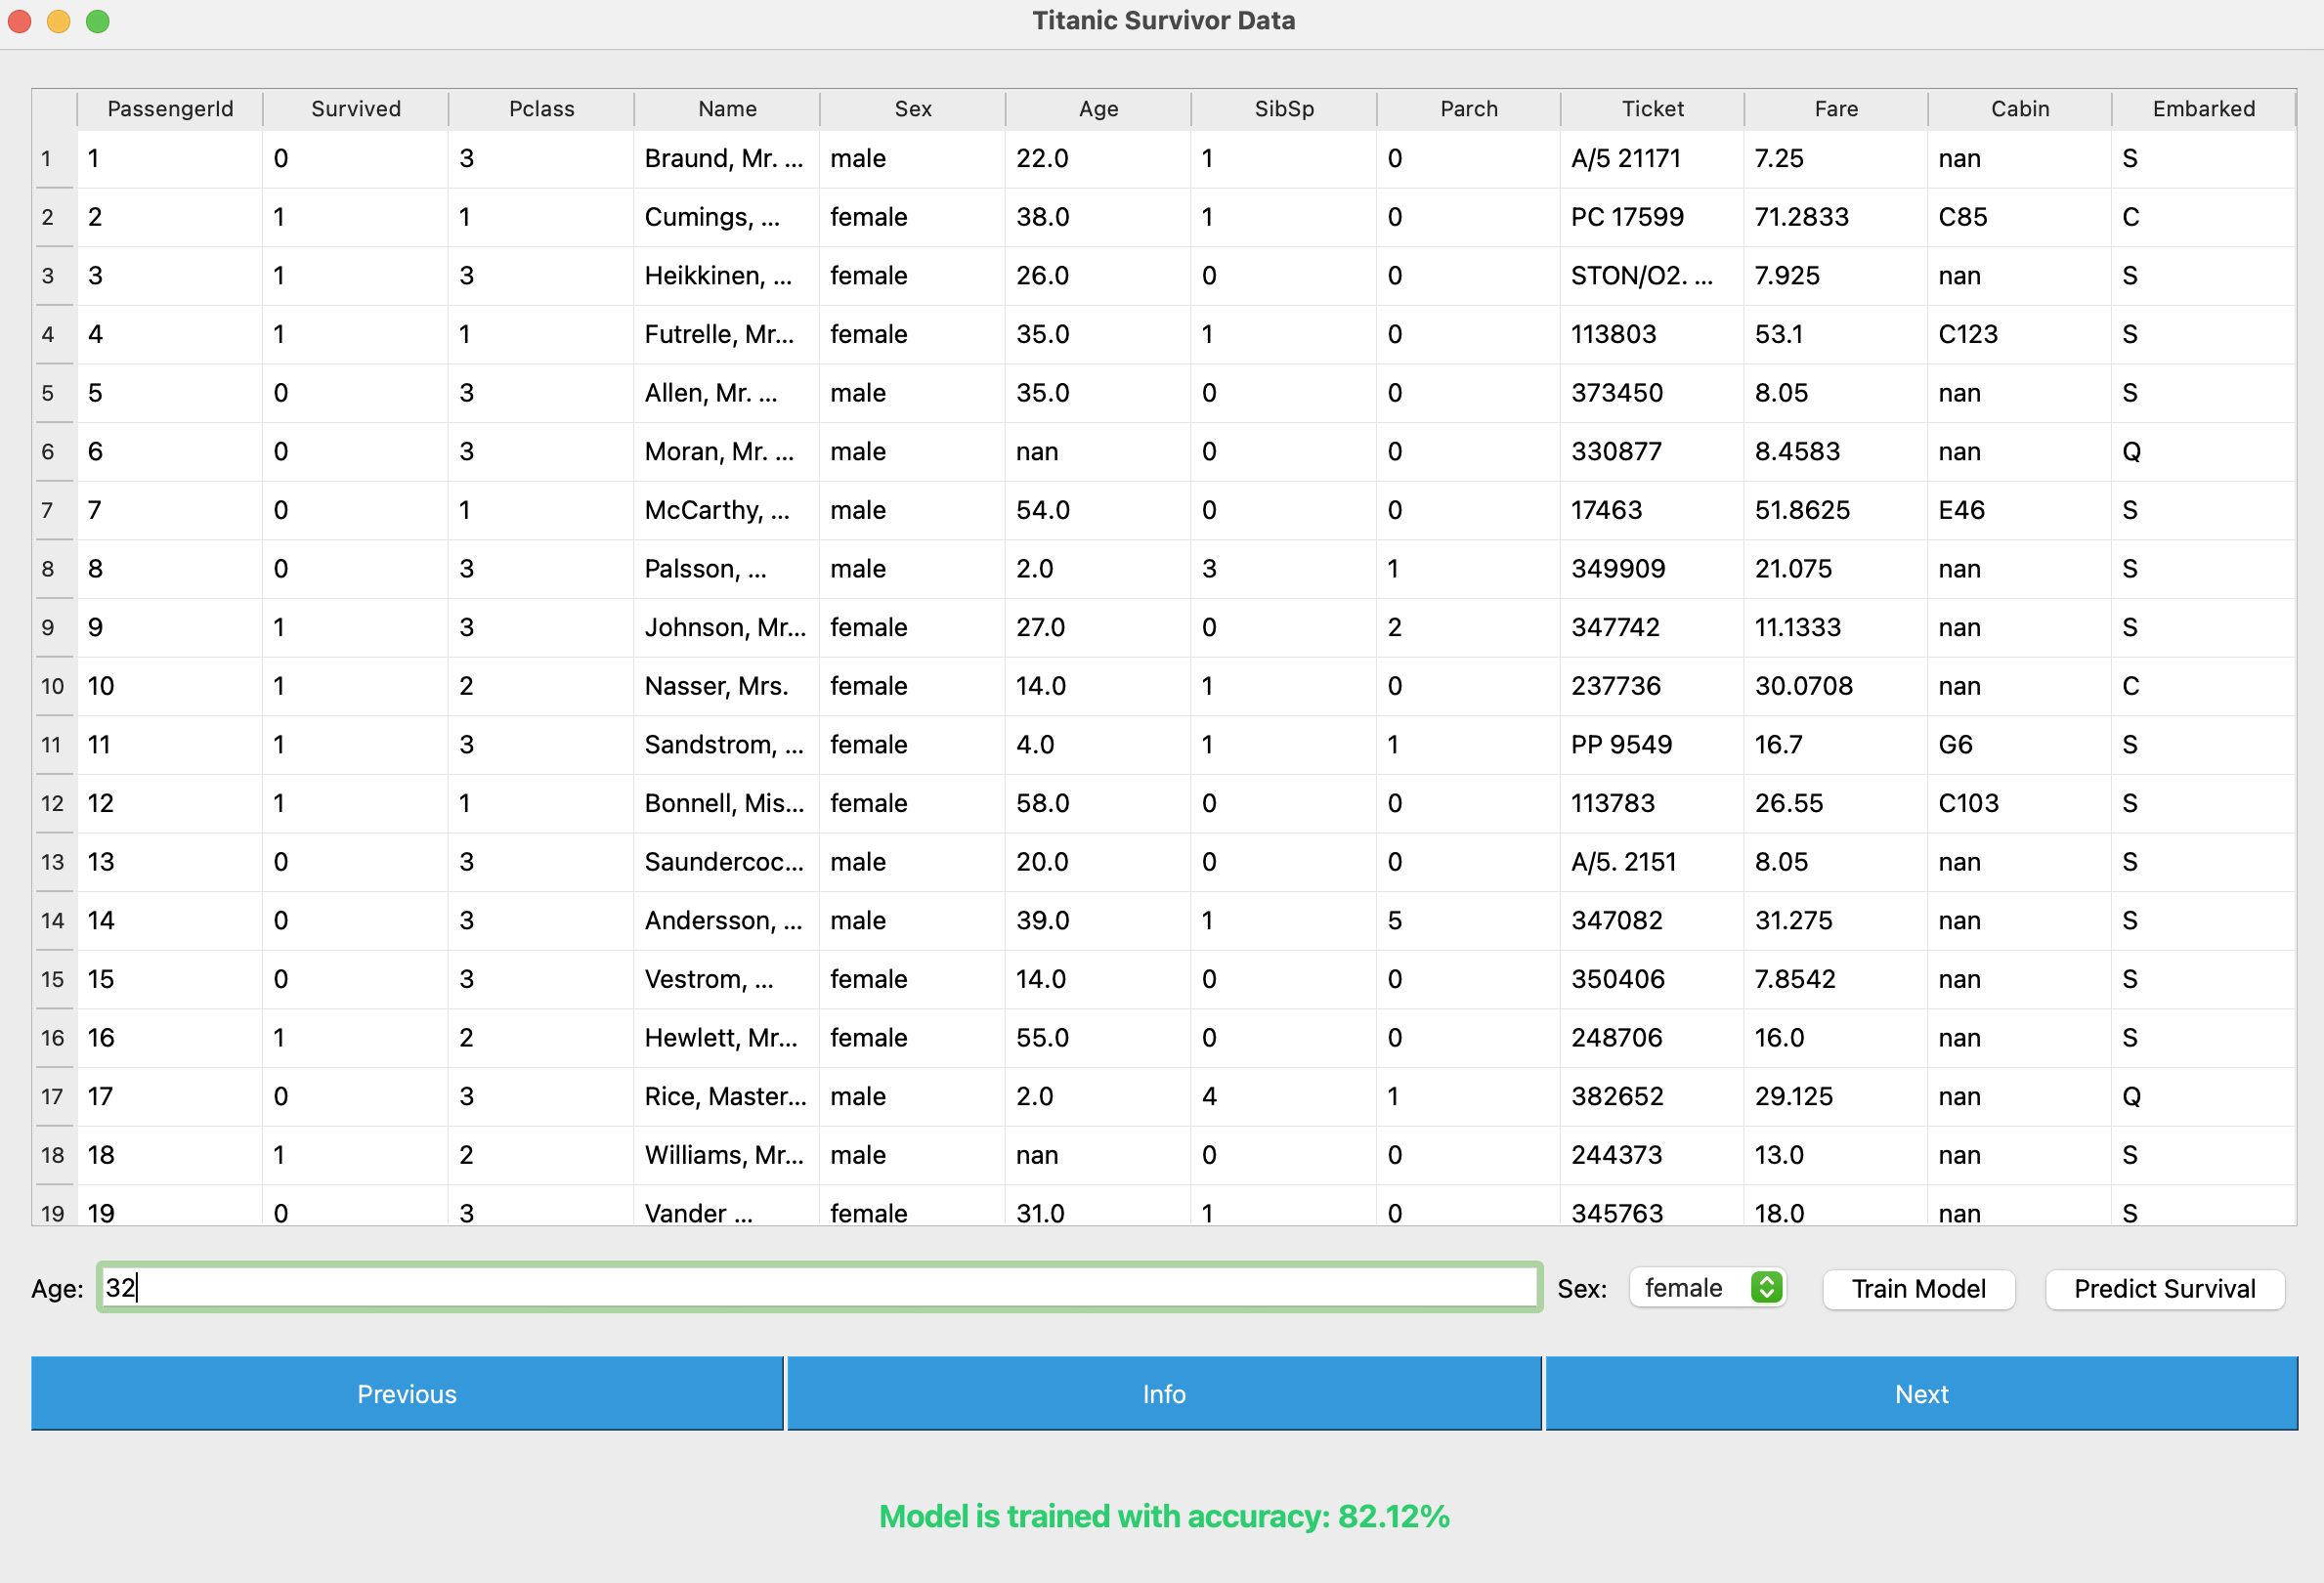 Titanic Survivor Data
PassengerId Survived Pclass Name Sex Age SibSp Parch Ticket Fare Cabin Embarked
1 1 0 3 Braund, Mr. ... male 22.0 1 0 A/5 21171 7.25 nan S
2 2 1 1 Cumings, ... female 38.0 1 0 PC 17599 71.2833 C85 C
3 3 1 3 Heikkinen, ... female 26.0 0 0 STON/O2. ... 7.925 nan S
4 4 1 1 Futrelle, Mr... female 35.0 1 0 113803 53.1 C123 S
5 5 0 3 Allen, Mr. ... male 35.0 0 0 373450 8.05 nan S
6 6 0 3 Moran, Mr. ... male nan 0 0 330877 8.4583 nan Q
7 7 0 1 McCarthy, ... male 54.0 0 0 17463 51.8625 E46 S
8 8 0 3 Palsson, ... male 2.0 3 1 349909 21.075 nan S
9 9 1 3 Johnson, Mr... female 27.0 0 2 347742 11.1333 nan S
10 10 1 2 Nasser, Mrs. female 14.0 1 0 237736 30.0708 nan C
11 11 1 3 Sandstrom, ... female 4.0 1 1 PP 9549 16.7 G6 S
12 12 1 1 Bonnell, Mis... female 58.0 0 0 113783 26.55 C103 S
13 13 0 3 Saundercoc... male 20.0 0 0 A/5. 2151 8.05 nan S
14 14 0 3 Andersson, ... male 39.0 1 5 347082 31.275 nan S
15 15 0 3 Vestrom, ... female 14.0 0 0 350406 7.8542 nan S
16 16 1 2 Hewlett, Mr... female 55.0 0 0 248706 16.0 nan S
17 17 0 3 Rice, Master... male 2.0 4 1 382652 29.125 nan Q
18 18 1 2 Williams, Mr... male nan 0 0 244373 13.0 nan S
19 19 0 3 Vander ... female 31.0 1 0 345763 18.0 nan S
Age: 32 Sex: female Train Model Predict Survival
Previous Info Next
Model is trained with accuracy: 82.12%